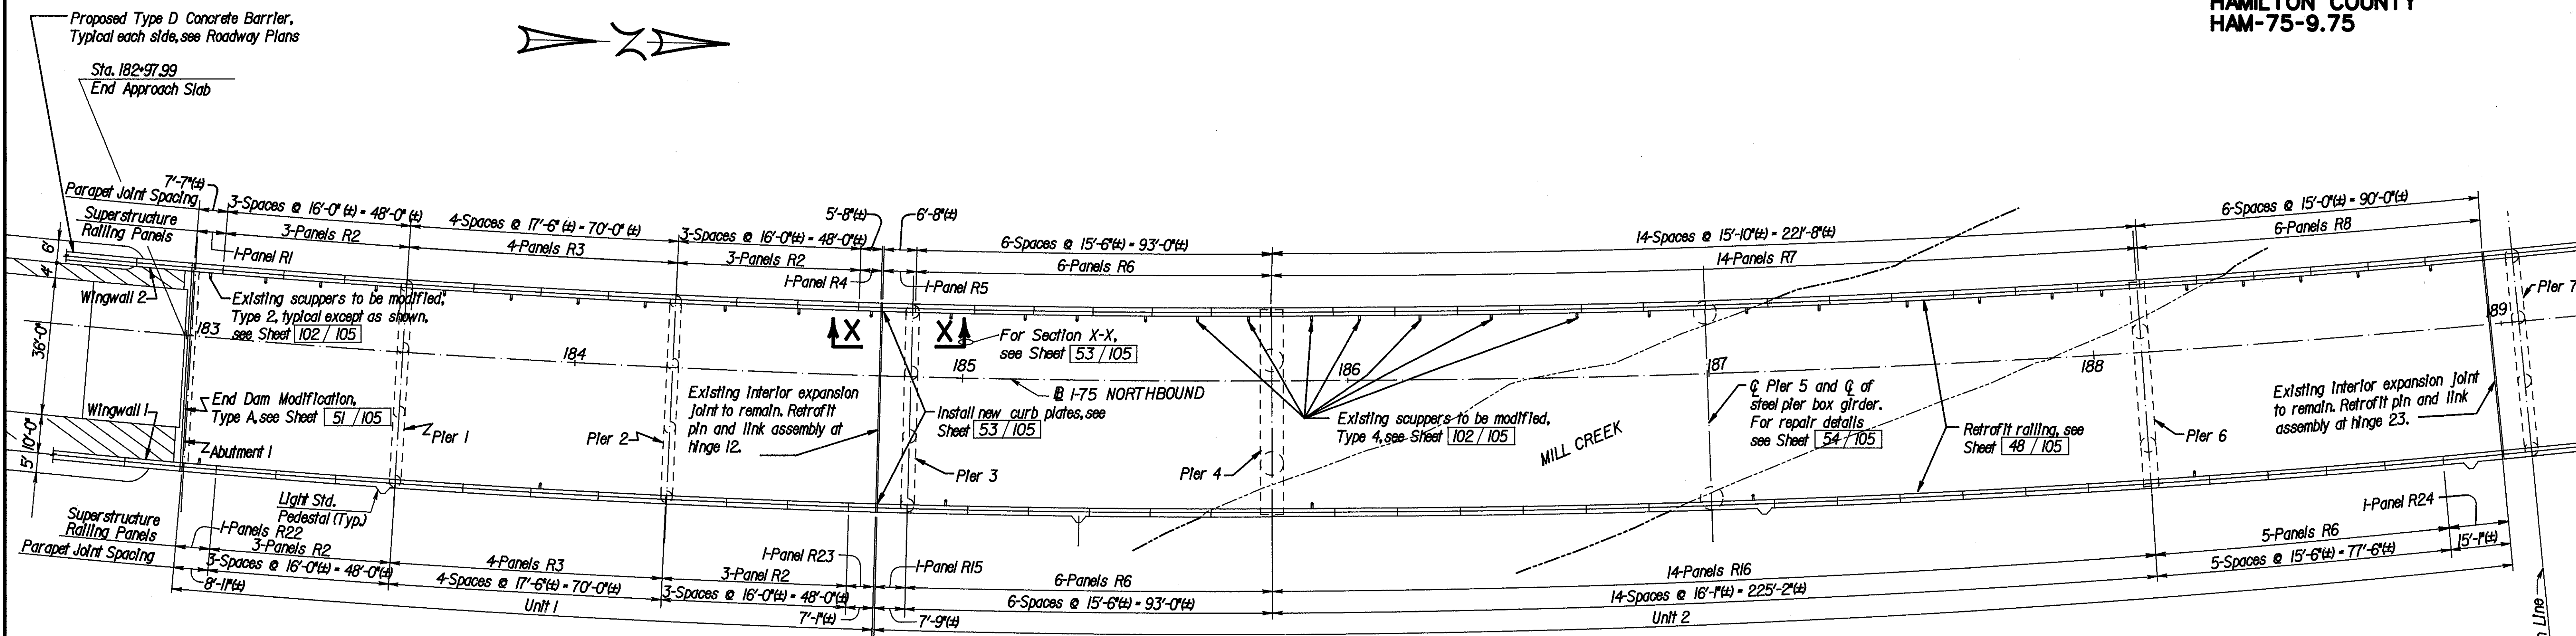 HAMILTON COUNTY
HAM-75-9.75
Proposed Type D Concrete Barrier,
Typical each side, see Roadway Plans
Sta. 182+97.99
End Approach Slab
Z
Parapet Joint Spacing
7'-7"(±)
3-Spaces @ 16'-0"(±) = 48'-0"(±)
4-Spaces @ 17'-6"(±) = 70'-0"(±)
3-Spaces @ 16'-0"(±) = 48'-0"(±)
5'-8"(±)
6'-8"(±)
6-Spaces @ 15'-6"(±) = 93'-0"(±)
14-Spaces @ 15'-10"(±) = 221'-8"(±)
6-Spaces @ 15'-0"(±) = 90'-0"(±)
Superstructure
Railing Panels
1-Panel R1
3-Panels R2
4-Panels R3
3-Panels R2
1-Panel R4
1-Panel R5
6-Panels R6
14-Panels R7
6-Panels R8
6'
4'
36'-0"
10'-0"
5'
Wingwall 2
Wingwall 1
Existing scuppers to be modified,
Type 2, typical except as shown,
see Sheet 102 / 105
183
184
185
186
187
188
189
X
X
For Section X-X,
see Sheet 53 / 105
End Dam Modification,
Type A, see Sheet 51 / 105
Abutment 1
Pier 1
Pier 2
Existing interior expansion
joint to remain. Retrofit
pin and link assembly at
hinge 12.
Install new curb plates, see
Sheet 53 / 105
Pier 3
℄ I-75 NORTHBOUND
Pier 4
Existing scuppers to be modified,
Type 4, see Sheet 102 / 105
MILL CREEK
℄ Pier 5 and ℄ of
steel pier box girder.
For repair details
see Sheet 54 / 105
Retrofit railing, see
Sheet 48 / 105
Pier 6
Existing interior expansion joint
to remain. Retrofit pin and link
assembly at hinge 23.
Pier 7
Light Std.
Pedestal (Typ.)
Superstructure
Railing Panels
Parapet Joint Spacing
1-Panels R22
3-Panels R2
4-Panels R3
3-Panel R2
1-Panel R23
1-Panel R15
6-Panels R6
14-Panels R16
5-Panels R6
1-Panel R24
8'-11"(±)
3-Spaces @ 16'-0"(±) = 48'-0"(±)
4-Spaces @ 17'-6"(±) = 70'-0"(±)
3-Spaces @ 16'-0"(±) = 48'-0"(±)
7'-1"(±)
7'-9"(±)
6-Spaces @ 15'-6"(±) = 93'-0"(±)
14-Spaces @ 16'-1"(±) = 225'-2"(±)
5-Spaces @ 15'-6"(±) = 77'-6"(±)
15'-1"(±)
Unit 1
Unit 2
Line